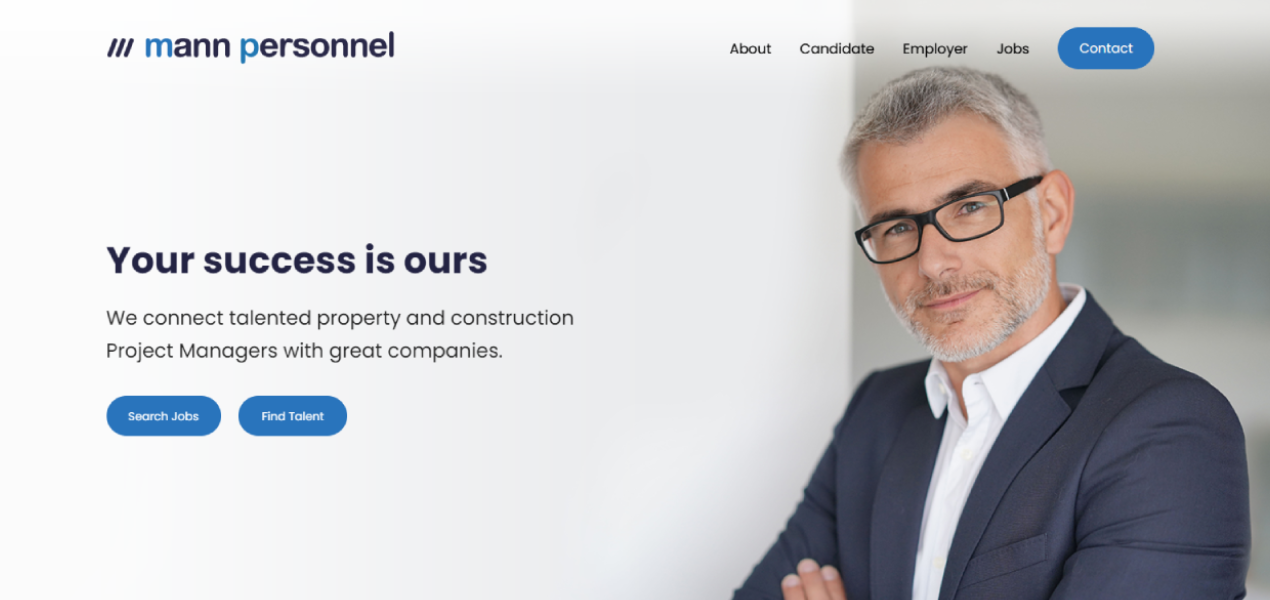 /// mann personnel
About
Candidate
Employer
Jobs
Contact
Your success is ours
We connect talented property and construction
Project Managers with great companies.
Search Jobs
Find Talent